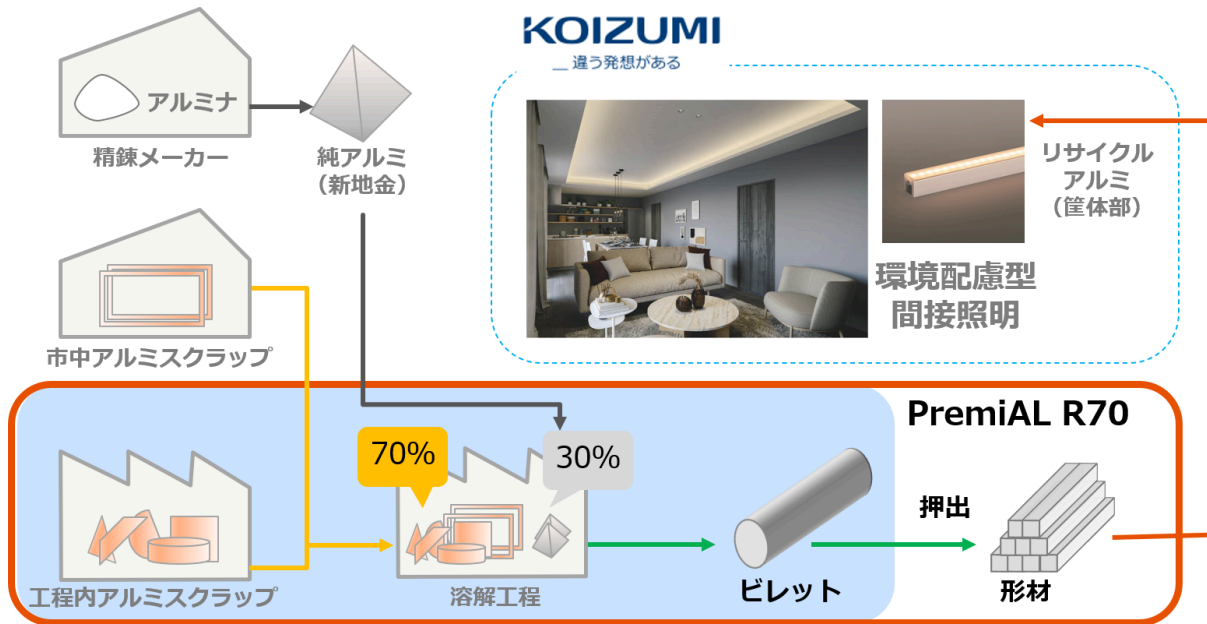 KOIZUMI
__ 違う発想がある
アルミナ
精錬メーカー
純アルミ
（新地金）
リサイクル
アルミ
（筐体部）
環境配慮型
間接照明
市中アルミスクラップ
PremiAL R70
70%
30%
押出
工程内アルミスクラップ
溶解工程
ビレット
形材